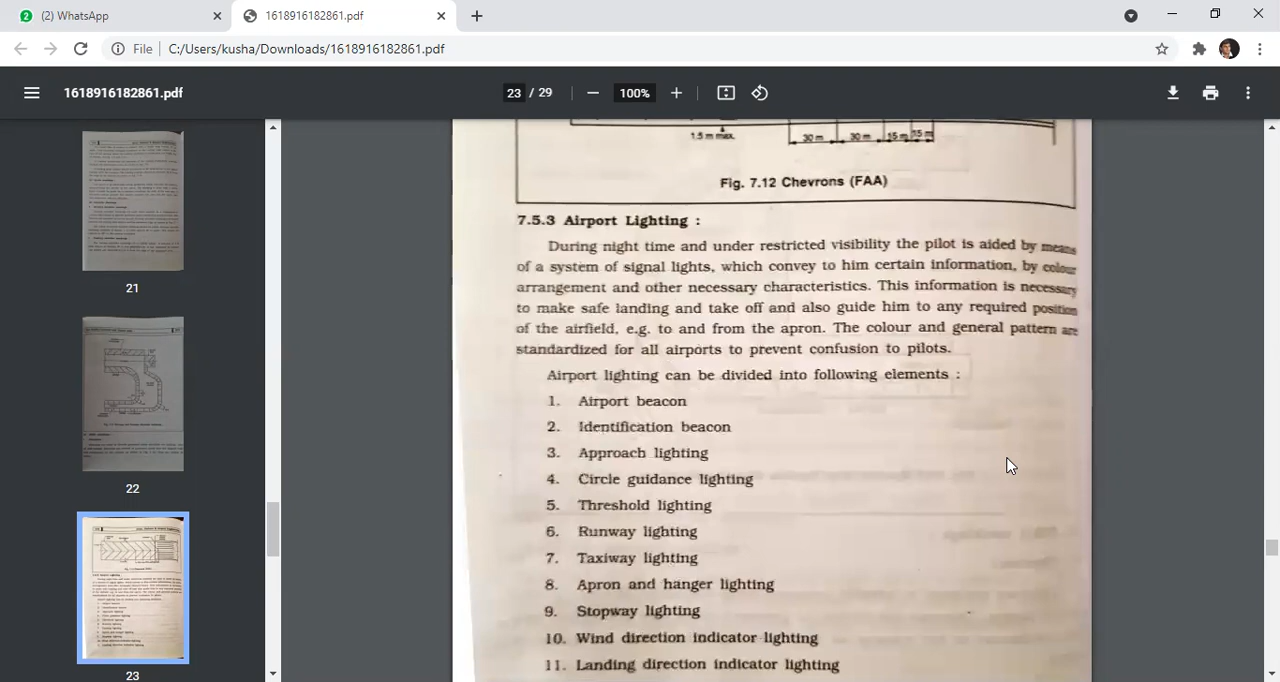 (2) WhatsApp
1618916182861.pdf
File C:/Users/kusha/Downloads/1618916182861.pdf
1618916182861.pdf
23 / 29
100%
21
22
23
1.5 m max.
30 m 30 m 15 m 15 m
Fig. 7.12 Chevrons (FAA)
7.5.3 Airport Lighting :
During night time and under restricted visibility the pilot is aided by means
of a system of signal lights, which convey to him certain information, by colour
arrangement and other necessary characteristics. This information is necessary
to make safe landing and take off and also guide him to any required position
of the airfield, e.g. to and from the apron. The colour and general pattern are
standardized for all airports to prevent confusion to pilots.
Airport lighting can be divided into following elements :
1. Airport beacon
2. Identification beacon
3. Approach lighting
4. Circle guidance lighting
5. Threshold lighting
6. Runway lighting
7. Taxiway lighting
8. Apron and hanger lighting
9. Stopway lighting
10. Wind direction indicator lighting
11. Landing direction indicator lighting